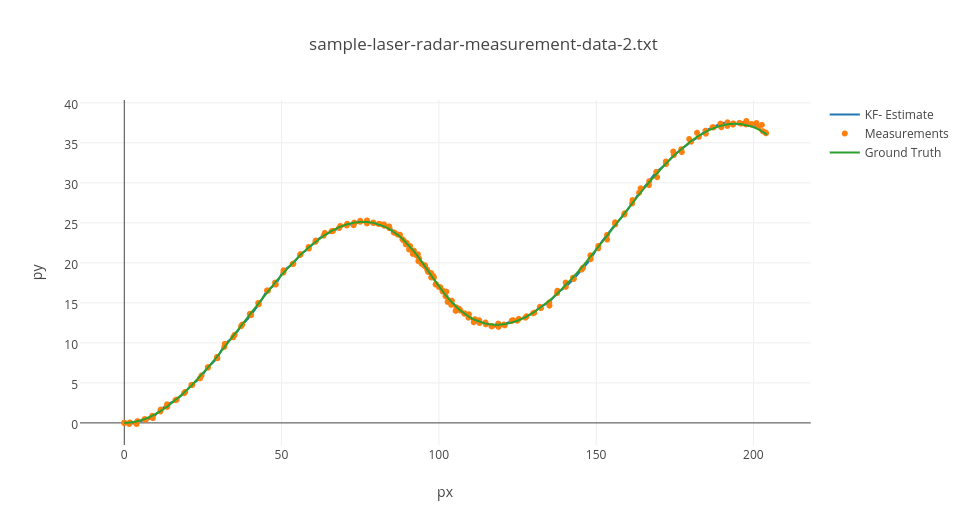 sample-laser-radar-measurement-data-2.txt
KF- Estimate
Measurements
Ground Truth
40
35
30
25
20
15
10
5
0
py
0 50 100 150 200
px